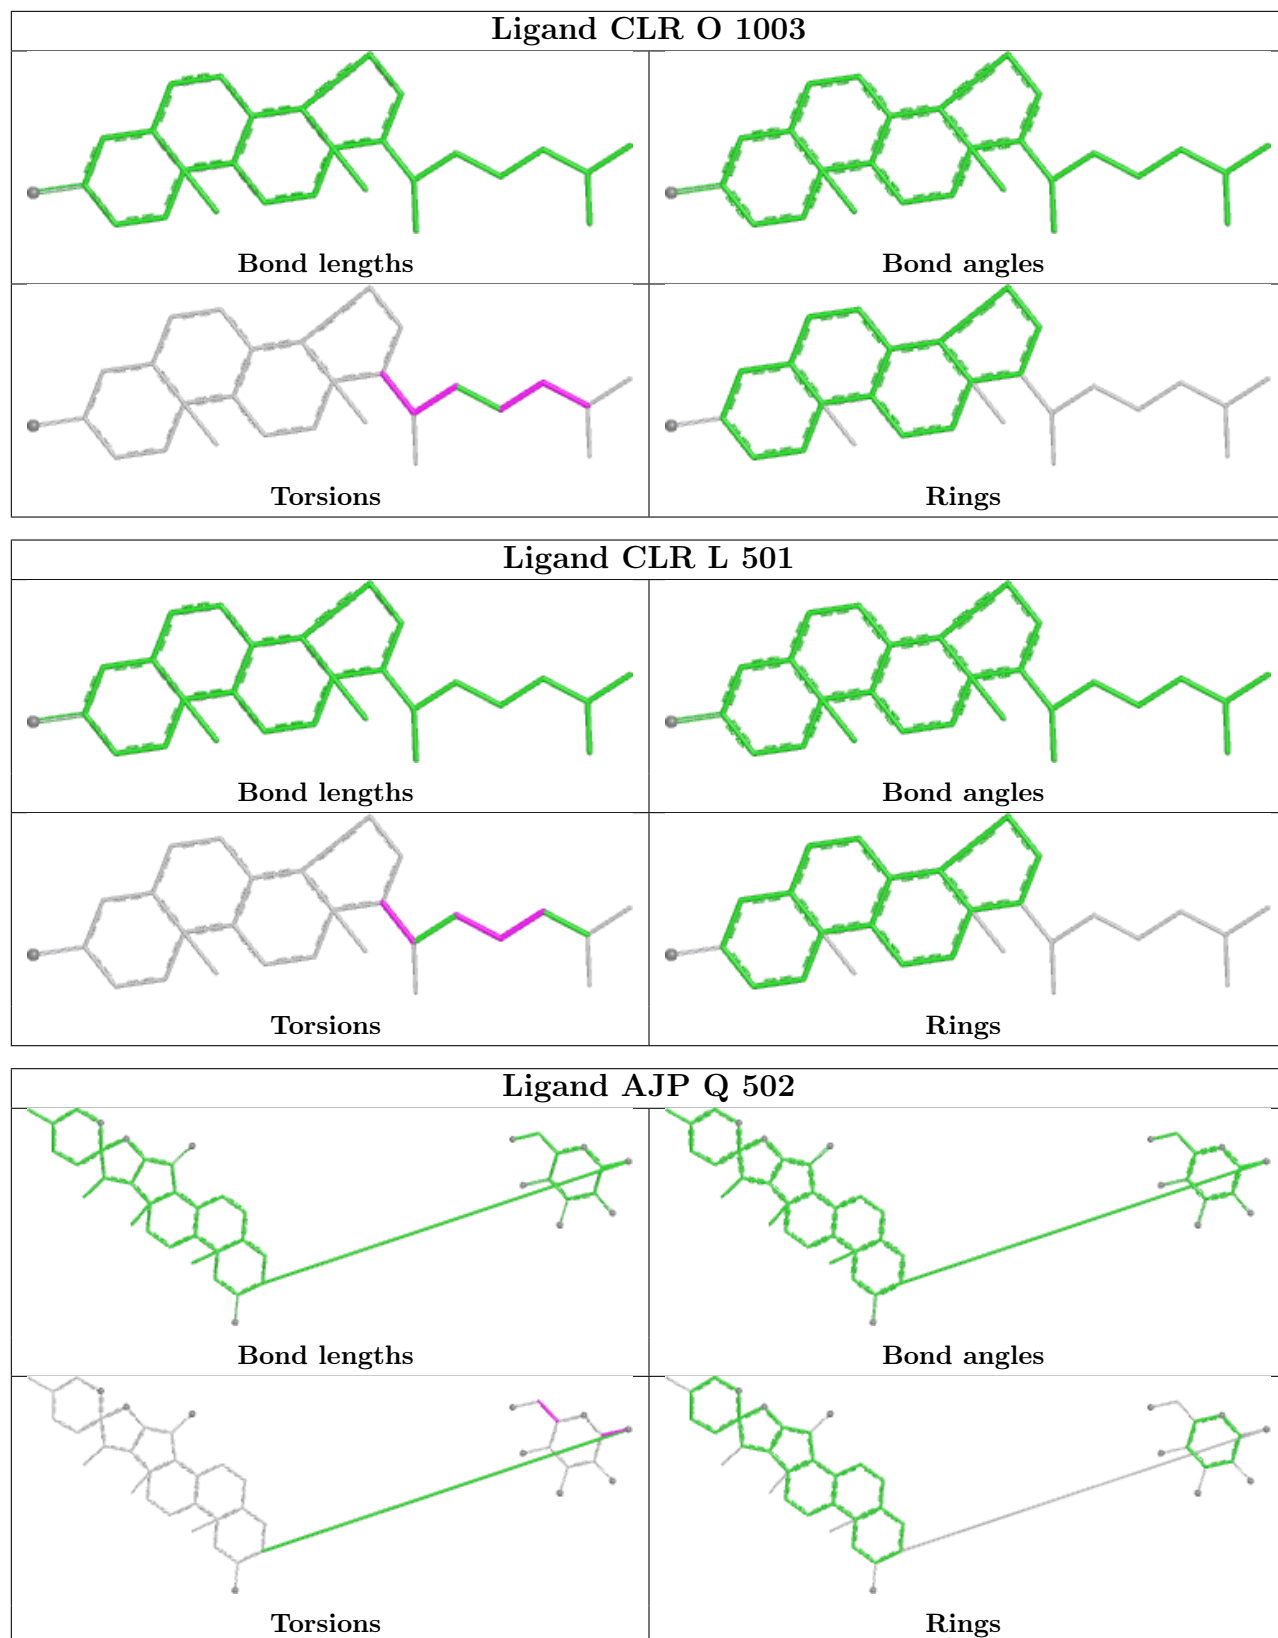 Ligand CLR O 1003
Bond lengths
Bond angles
Torsions
Rings
Ligand CLR L 501
Bond lengths
Bond angles
Torsions
Rings
Ligand AJP Q 502
Bond lengths
Bond angles
Torsions
Rings